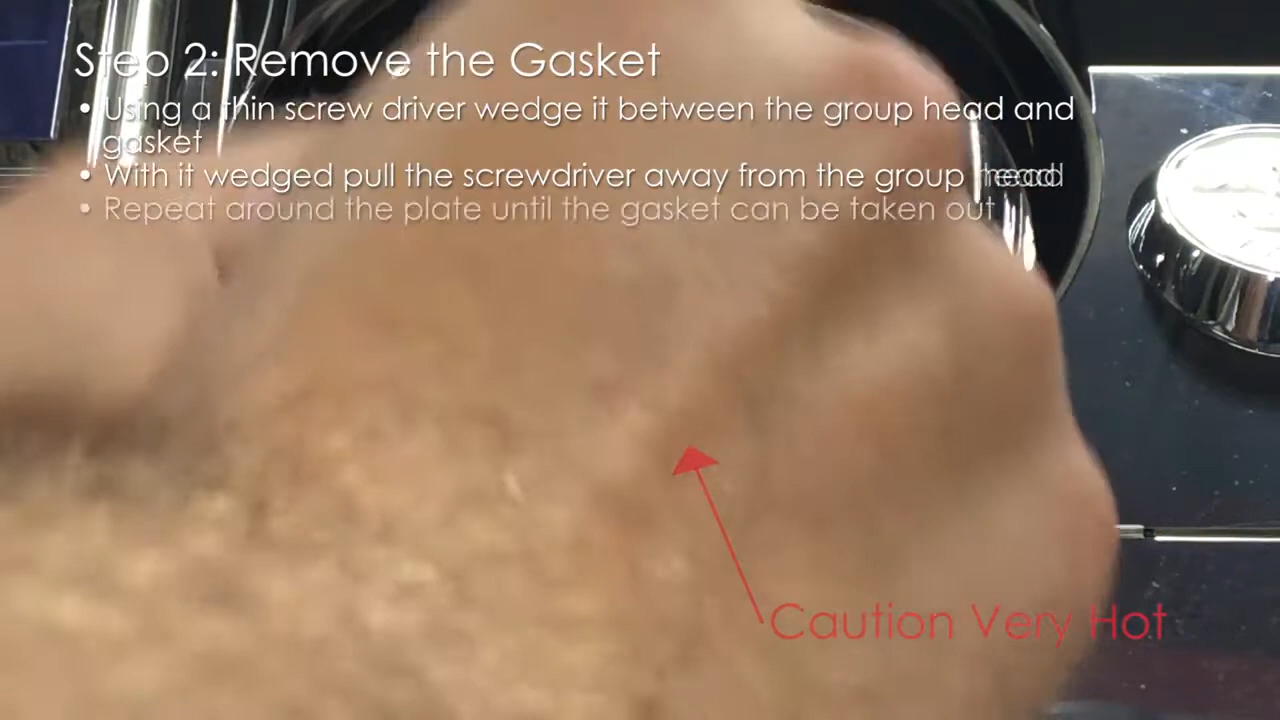 Step 2: Remove the Gasket
• Using a thin screw driver wedge it between the group head and
gasket
• With it wedged pull the screwdriver away from the group head
• Repeat around the plate until the gasket can be taken out
Caution Very Hot